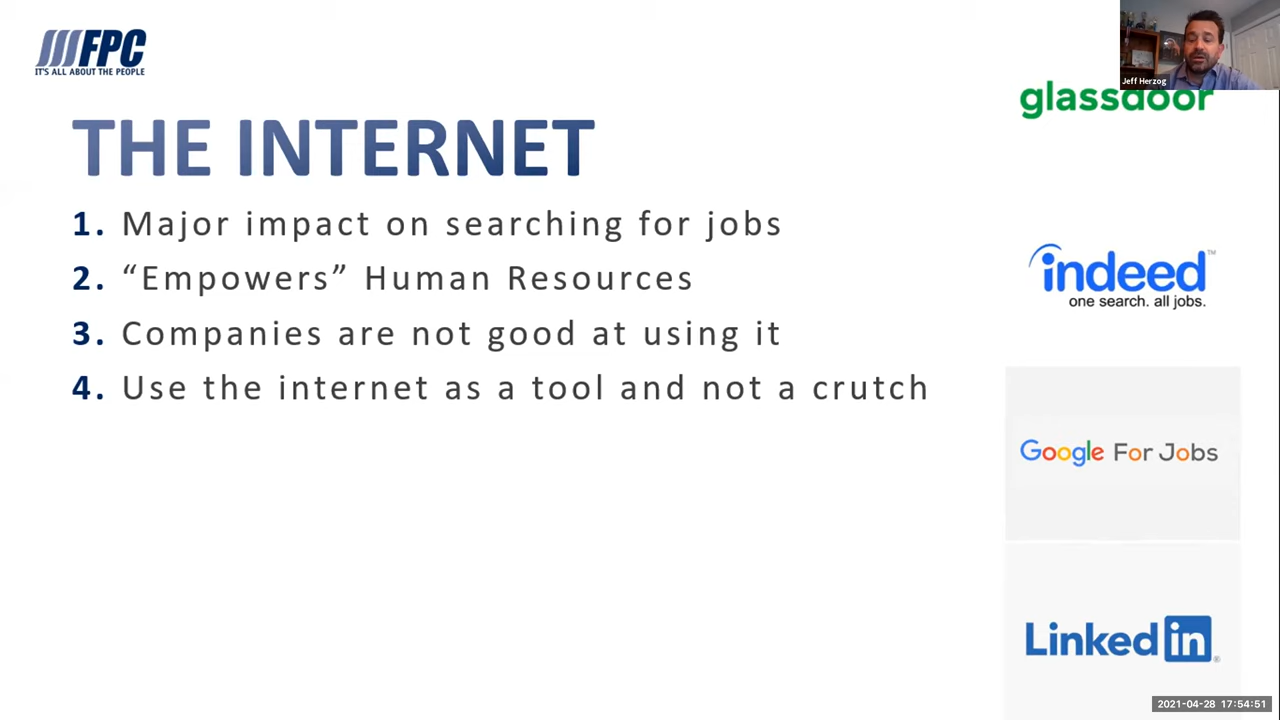 FPC
IT'S ALL ABOUT THE PEOPLE
Jeff Herzog
glassdoor
THE INTERNET
1. Major impact on searching for jobs
2. “Empowers” Human Resources
3. Companies are not good at using it
4. Use the internet as a tool and not a crutch
indeed™
one search. all jobs.
Google For Jobs
Linked in®
2021-04-28 17:54:51